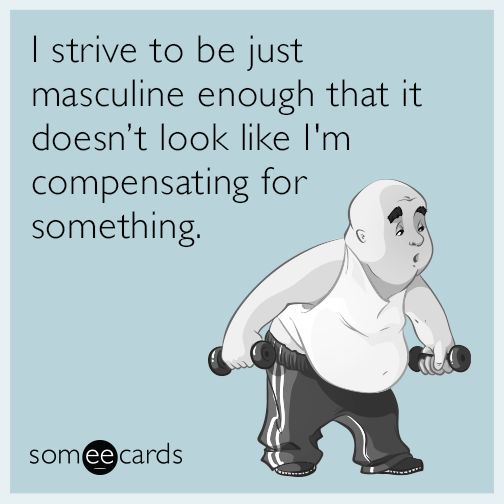 I strive to be just
masculine enough that it
doesn’t look like I'm
compensating for
something.
someecards